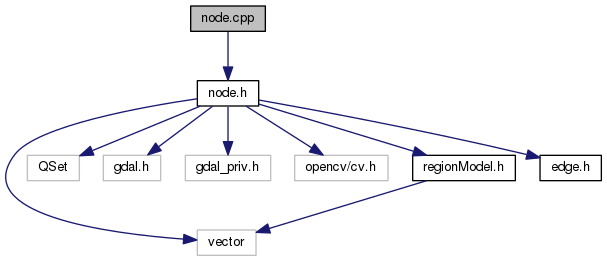 node.cpp
node.h
QSet
gdal.h
gdal_priv.h
opencv/cv.h
regionModel.h
edge.h
vector